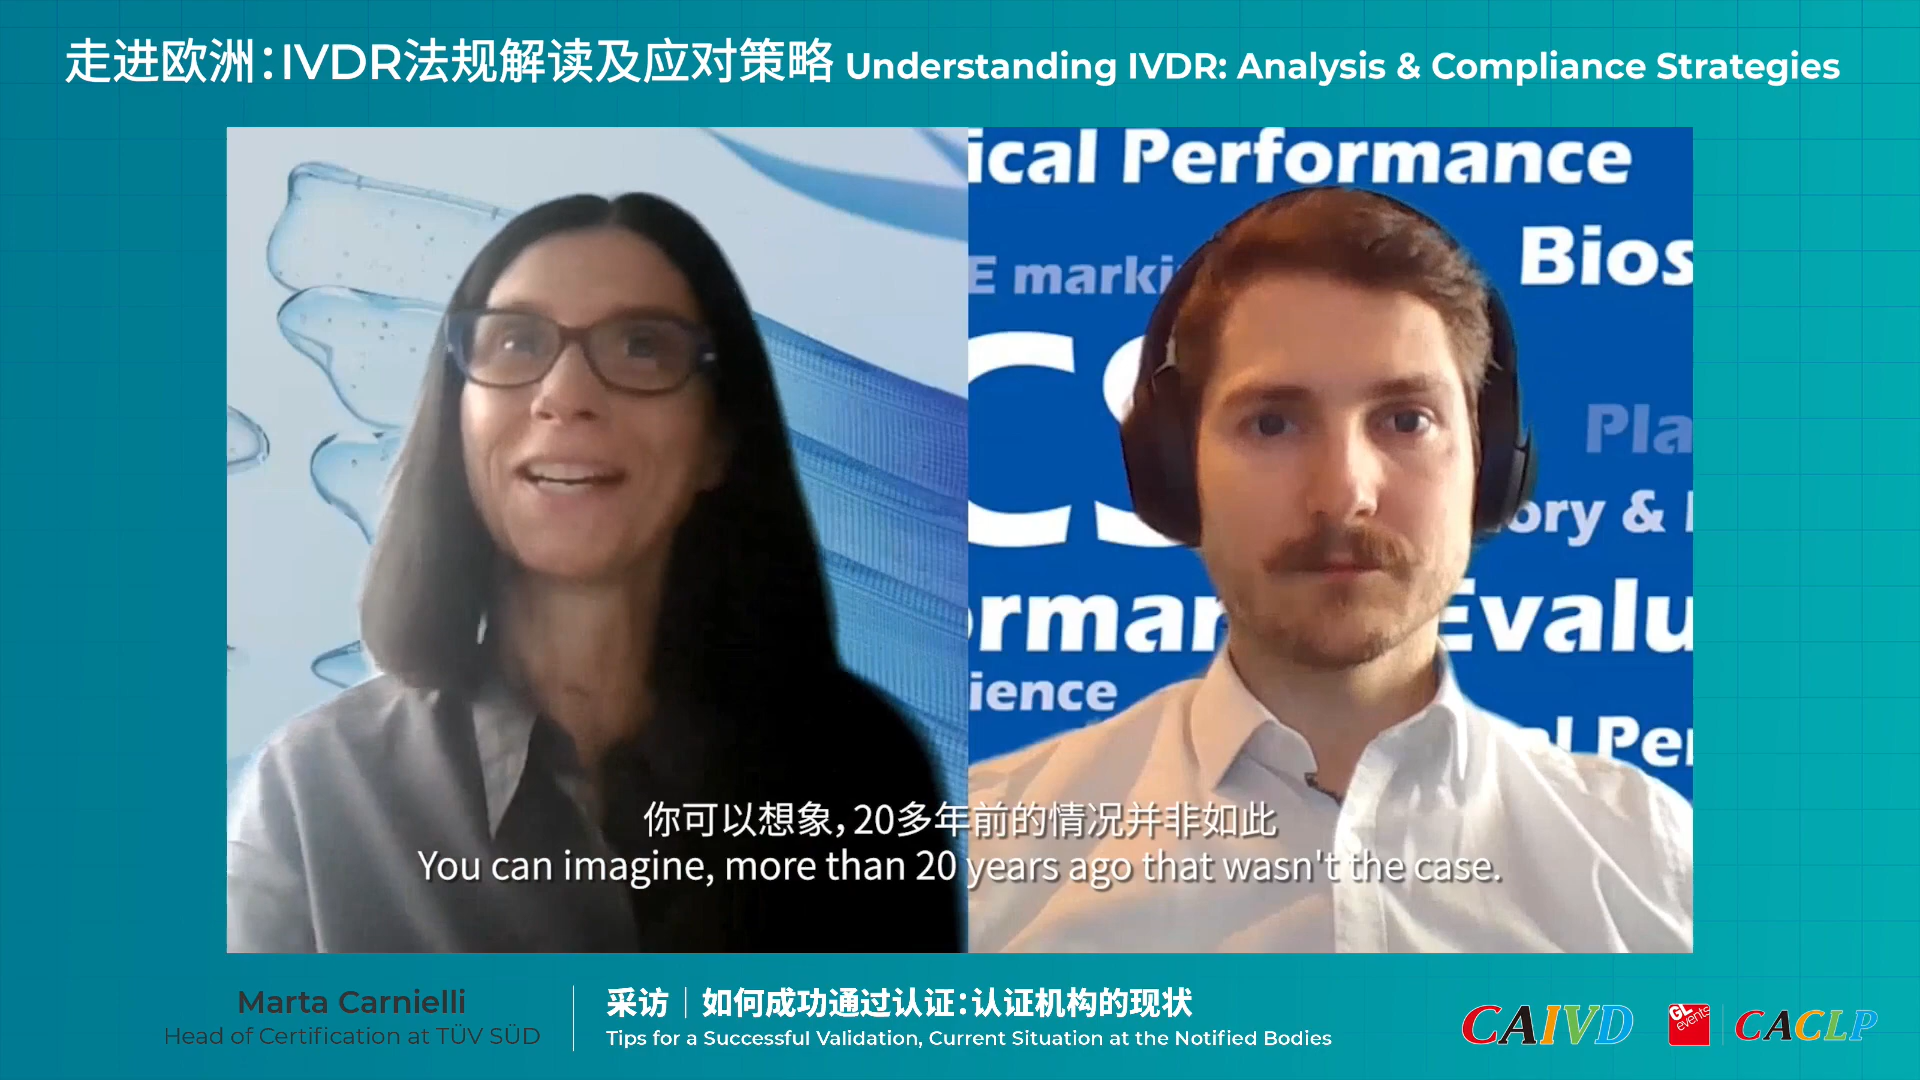 走进欧洲：IVDR法规解读及应对策略 Understanding IVDR: Analysis & Compliance Strategies
ical Performance
Bios
E marki
CS
Pla
ory &
rman
Evalu
ience
al Per
你可以想象，20多年前的情况并非如此
You can imagine, more than 20 years ago that wasn't the case.
Marta Carnielli
Head of Certification at TÜV SÜD
采访｜如何成功通过认证：认证机构的现状
Tips for a Successful Validation, Current Situation at the Notified Bodies
CAIVD
GL events
CACLP